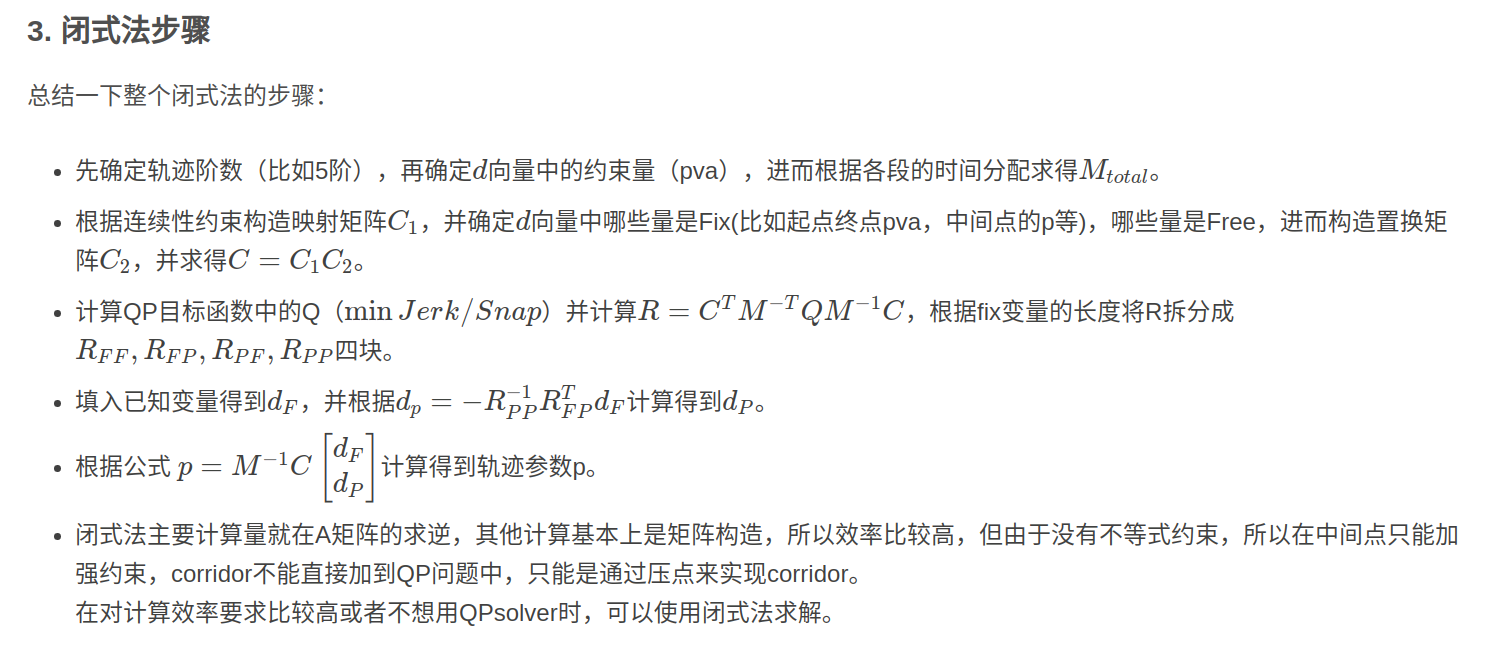 3. 闭式法步骤
总结一下整个闭式法的步骤：
• 先确定轨迹阶数（比如5阶），再确定$d$向量中的约束量（pva），进而根据各段的时间分配求得$M_{total}$。
• 根据连续性约束构造映射矩阵$C_1$，并确定$d$向量中哪些量是Fix(比如起点终点pva，中间点的p等)，哪些量是Free，进而构造置换矩
阵$C_2$，并求得$C = C_1C_2$。
• 计算QP目标函数中的Q（$\min Jerk/Snap$）并计算$R = C^TM^{-T}QM^{-1}C$，根据fix变量的长度将R拆分成
$R_{FF}, R_{FP}, R_{PF}, R_{PP}$四块。
• 填入已知变量得到$d_F$，并根据$d_p = -R_{PP}^{-1}R_{FP}^Td_F$计算得到$d_P$。
• 根据公式 $p = M^{-1}C\begin{bmatrix} d_F \\ d_P \end{bmatrix}$计算得到轨迹参数p。
• 闭式法主要计算量就在A矩阵的求逆，其他计算基本上是矩阵构造，所以效率比较高，但由于没有不等式约束，所以在中间点只能加
强约束，corridor不能直接加到QP问题中，只能是通过压点来实现corridor。
在对计算效率要求比较高或者不想用QPsolver时，可以使用闭式法求解。